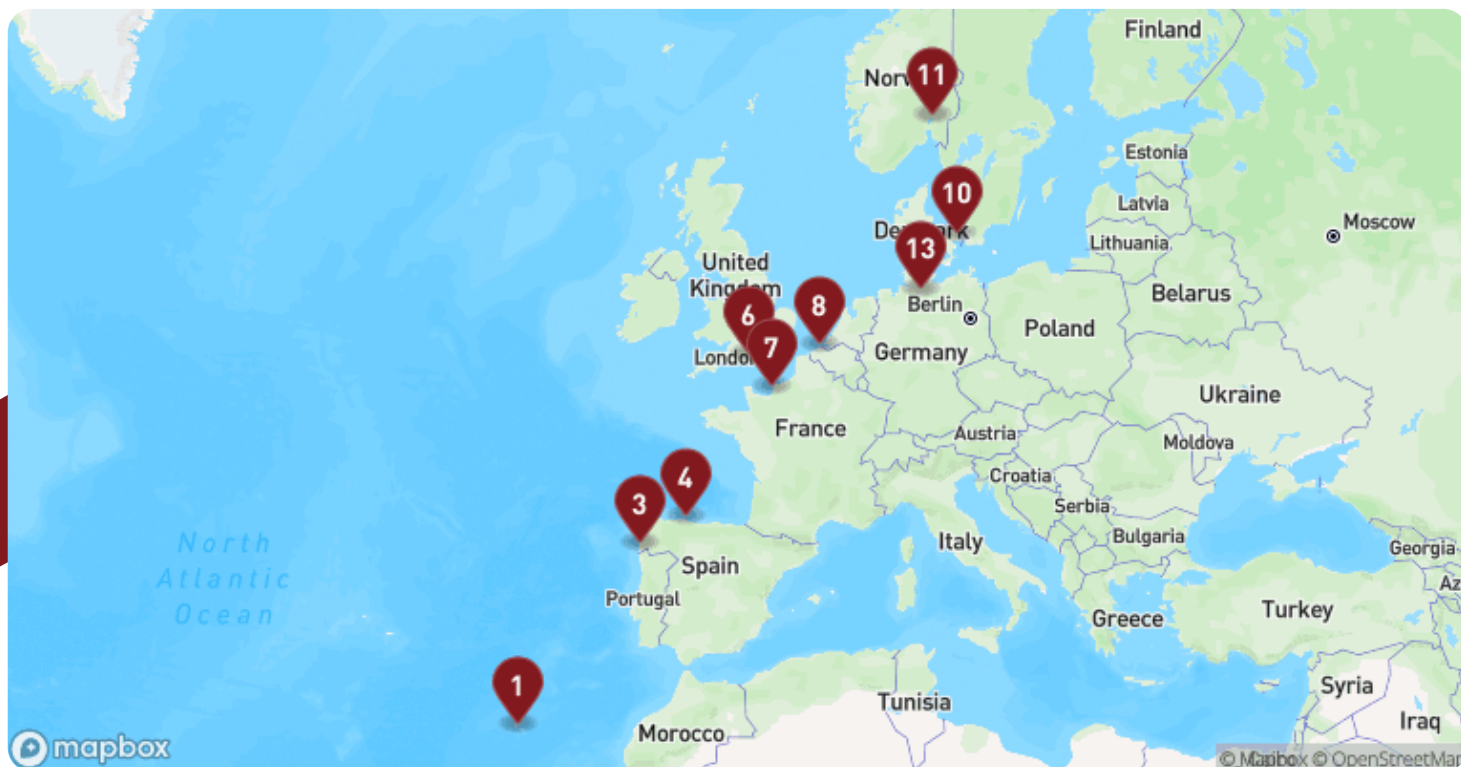 Finland
Norw
11
Estonia
10
Latvia
Moscow
Denmark
13
Lithuania
United
Kingdom
Belarus
6
8
Berlin
Poland
7
London
Germany
Ukraine
France
Austria
Moldova
4
Croatia
3
Serbia
Bulgaria
North
Atlantic
Ocean
Italy
Georgia
Spain
Az
Portugal
Turkey
Greece
1
Syria
Tunisia
Iraq
Morocco
mapbox
© Mapbox © OpenStreetMap